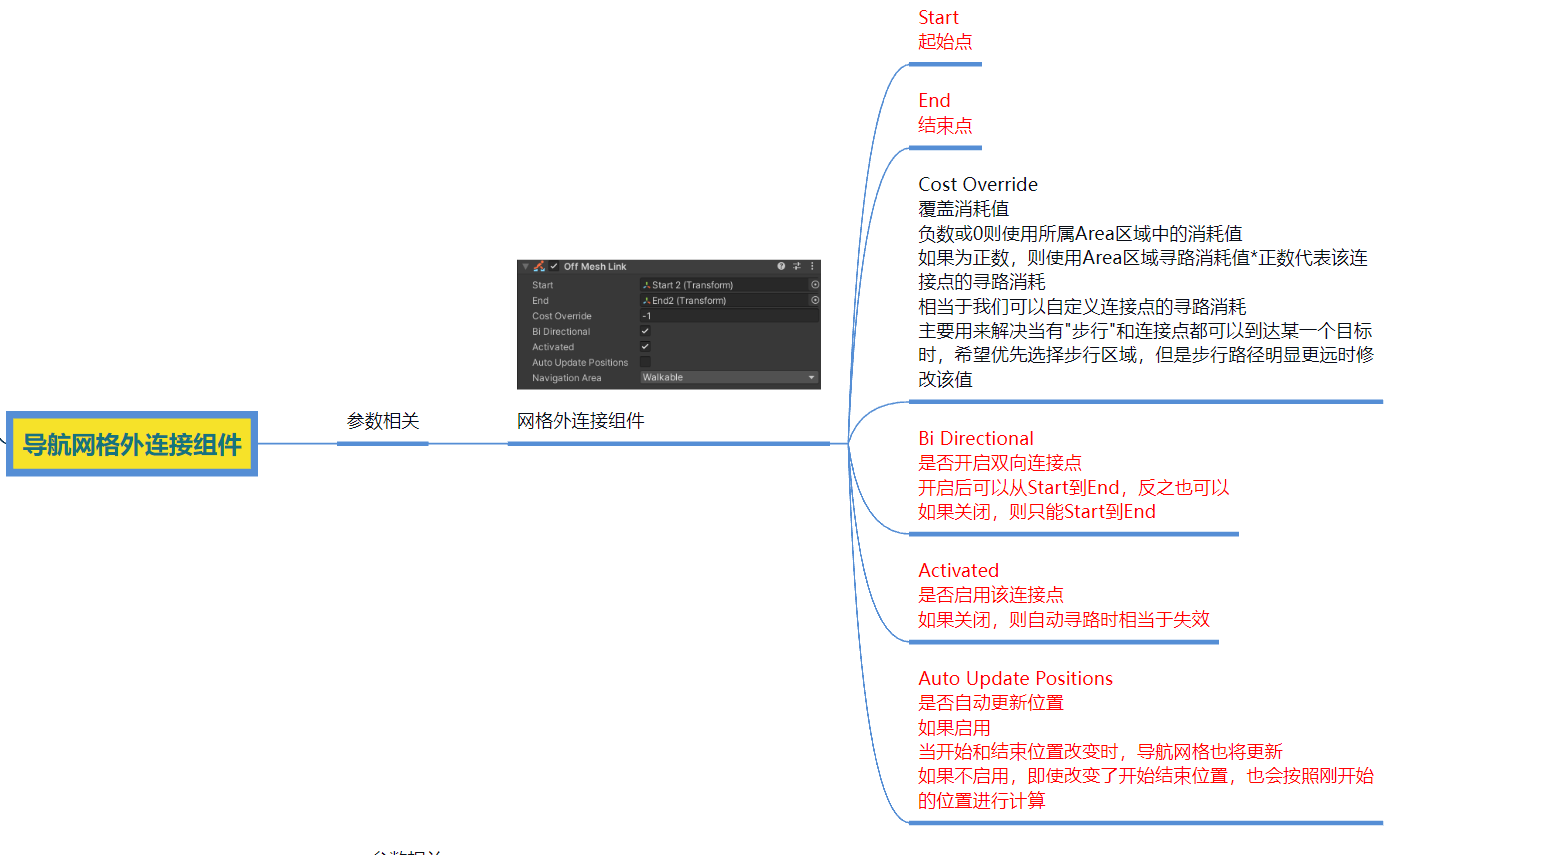 导航网格外连接组件
参数相关
Off Mesh Link
Start
Start 2 (Transform)
End
End2 (Transform)
Cost Override
-1
Bi Directional
Activated
Auto Update Positions
Navigation Area
Walkable
网格外连接组件
Start
起始点
End
结束点
Cost Override
覆盖消耗值
负数或0则使用所属Area区域中的消耗值
如果为正数，则使用Area区域寻路消耗值*正数代表该连
接点的寻路消耗
相当于我们可以自定义连接点的寻路消耗
主要用来解决当有"步行"和连接点都可以到达某一个目标
时，希望优先选择步行区域，但是步行路径明显更远时修
改该值
Bi Directional
是否开启双向连接点
开启后可以从Start到End，反之也可以
如果关闭，则只能Start到End
Activated
是否启用该连接点
如果关闭，则自动寻路时相当于失效
Auto Update Positions
是否自动更新位置
如果启用
当开始和结束位置改变时，导航网格也将更新
如果不启用，即使改变了开始结束位置，也会按照刚开始
的位置进行计算